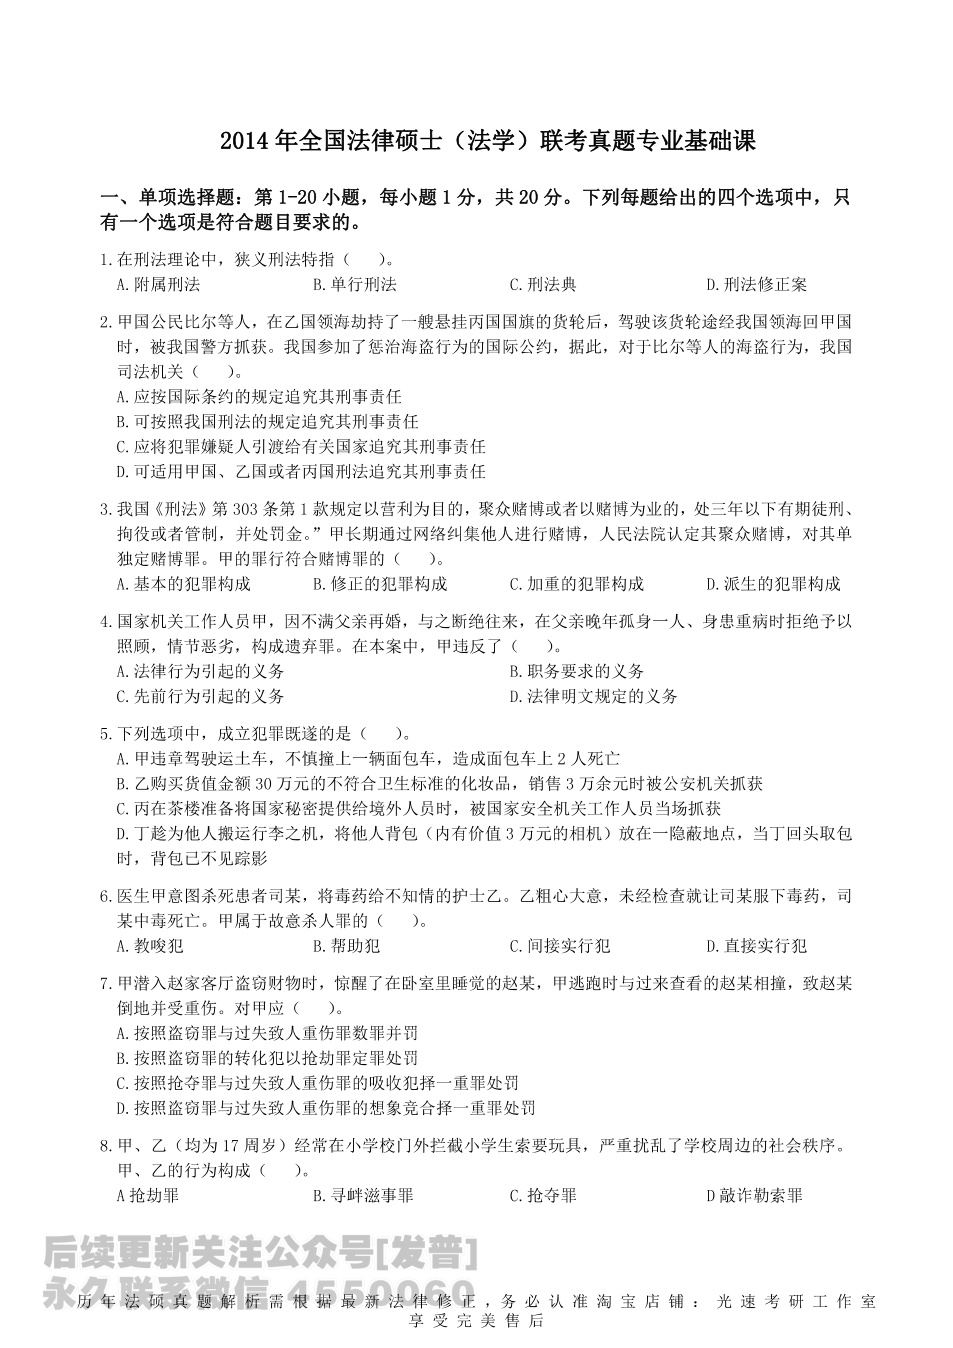 2014 年全国法律硕士（法学）联考真题专业基础课
一、单项选择题：第 1-20 小题，每小题 1 分，共 20 分。下列每题给出的四个选项中，只
有一个选项是符合题目要求的。
1.在刑法理论中，狭义刑法特指（　　）。
A.附属刑法 B.单行刑法 C.刑法典 D.刑法修正案
2.甲国公民比尔等人，在乙国领海劫持了一艘悬挂丙国国旗的货轮后，驾驶该货轮途经我国领海回甲国
时，被我国警方抓获。我国参加了惩治海盗行为的国际公约，据此，对于比尔等人的海盗行为，我国
司法机关（　　）。
A.应按国际条约的规定追究其刑事责任
B.可按照我国刑法的规定追究其刑事责任
C.应将犯罪嫌疑人引渡给有关国家追究其刑事责任
D.可适用甲国、乙国或者丙国刑法追究其刑事责任
3.我国《刑法》第 303 条第 1 款规定以营利为目的，聚众赌博或者以赌博为业的，处三年以下有期徒刑、
拘役或者管制，并处罚金。”甲长期通过网络纠集他人进行赌博，人民法院认定其聚众赌博，对其单
独定赌博罪。甲的罪行符合赌博罪的（　　）。
A.基本的犯罪构成 B.修正的犯罪构成 C.加重的犯罪构成 D.派生的犯罪构成
4.国家机关工作人员甲，因不满父亲再婚，与之断绝往来，在父亲晚年孤身一人、身患重病时拒绝予以
照顾，情节恶劣，构成遗弃罪。在本案中，甲违反了（　　）。
A.法律行为引起的义务 B.职务要求的义务
C.先前行为引起的义务 D.法律明文规定的义务
5.下列选项中，成立犯罪既遂的是（　　）。
A.甲违章驾驶运土车，不慎撞上一辆面包车，造成面包车上 2 人死亡
B.乙购买货值金额 30 万元的不符合卫生标准的化妆品，销售 3 万余元时被公安机关抓获
C.丙在茶楼准备将国家秘密提供给境外人员时，被国家安全机关工作人员当场抓获
D.丁趁为他人搬运行李之机，将他人背包（内有价值 3 万元的相机）放在一隐蔽地点，当丁回头取包
时，背包已不见踪影
6.医生甲意图杀死患者司某，将毒药给不知情的护士乙。乙粗心大意，未经检查就让司某服下毒药，司
某中毒死亡。甲属于故意杀人罪的（　　）。
A.教唆犯 B.帮助犯 C.间接实行犯 D.直接实行犯
7.甲潜入赵家客厅盗窃财物时，惊醒了在卧室里睡觉的赵某，甲逃跑时与过来查看的赵某相撞，致赵某
倒地并受重伤。对甲应（　　）。
A.按照盗窃罪与过失致人重伤罪数罪并罚
B.按照盗窃罪的转化犯以抢劫罪定罪处罚
C.按照抢夺罪与过失致人重伤罪的吸收犯择一重罪处罚
D.按照盗窃罪与过失致人重伤罪的想象竞合择一重罪处罚
8.甲、乙（均为 17 周岁）经常在小学校门外拦截小学生索要玩具，严重扰乱了学校周边的社会秩序。
甲、乙的行为构成（　　）。
A 抢劫罪 B.寻衅滋事罪 C.抢夺罪 D 敲诈勒索罪
后续更新关注公众号[发普]
永久联系微信 4550060
历年法硕真题解析需根据最新法律修正,务必认准淘宝店铺：光速考研工作室
享受完美售后